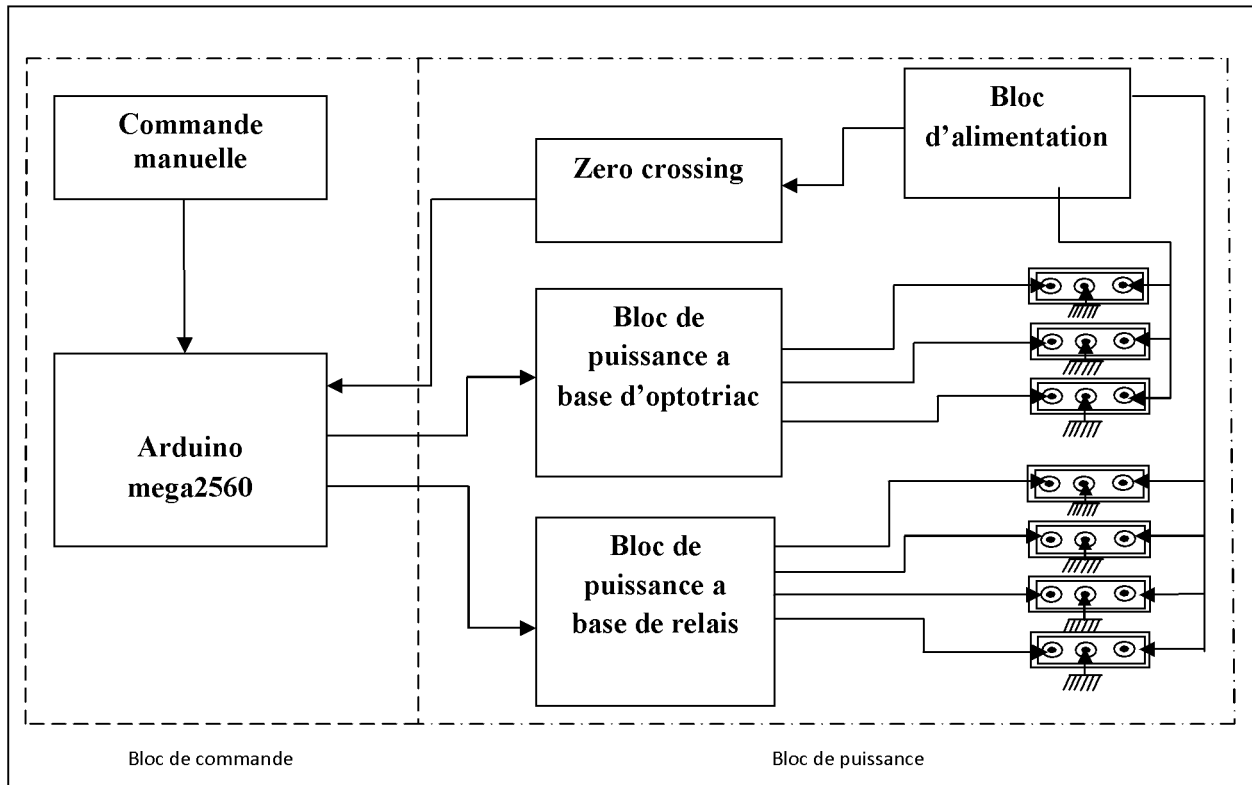 Commande
manuelle
Zero crossing
Bloc
d'alimentation
Arduino
mega2560
Bloc de
puissance a
base d'optotriac
Bloc de
puissance a
base de relais
Bloc de commande
Bloc de puissance